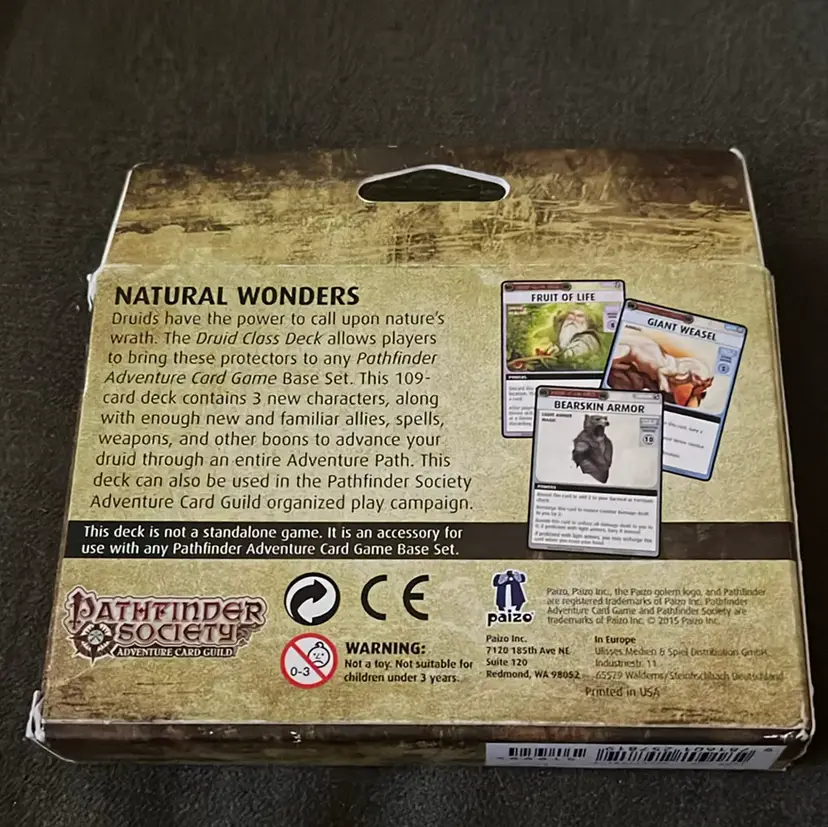 NATURAL WONDERS
Druids have the power to call upon nature's
wrath. The Druid Class Deck allows players
to bring these protectors to any Pathfinder
Adventure Card Game Base Set. This 109-
card deck contains 3 new characters, along
with enough new and familiar allies, spells,
weapons, and other boons to advance your
druid through an entire Adventure Path. This
deck can also be used in the Pathfinder Society
Adventure Card Guild organized play campaign.
FRUIT OF LIFE
GIANT WEASEL
ANIMAL
BEARSKIN ARMOR
LIGHT ARMOR
MAGIC
10
POWERS
This deck is not a standalone game. It is an accessory for
use with any Pathfinder Adventure Card Game Base Set.
PATHFINDER
SOCIETY
ADVENTURE CARD GUILD
CE
0-3
WARNING:
Not a toy. Not suitable for
children under 3 years.
paizo
Paizo Inc.
7120 185th Ave NE
Suite 120
Redmond, WA 98052
Paizo, Paizo Inc., the Paizo golem logo, and Pathfinder
are registered trademarks of Paizo Inc. Pathfinder
Adventure Card Game and Pathfinder Society are
trademarks of Paizo Inc. © 2015 Paizo Inc.
In Europe
Ulisses Medien & Spiel Distribution GmbH
Industriestr. 11
65529 Waldems/Steinfischbach Deutschland
Printed in USA